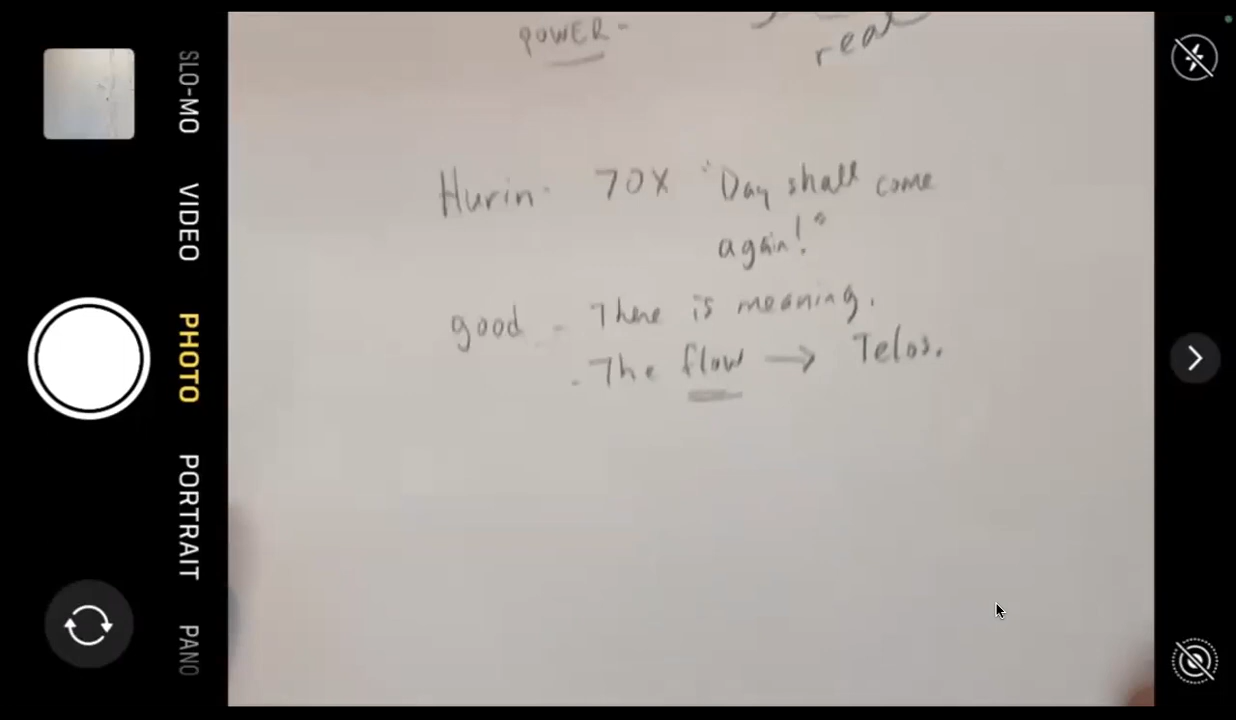 POWER-
real
Hurin- 70X "Day shall come
again!"
good - There is meaning.
- The flow → Telos.
SLO-MO
VIDEO
PHOTO
PORTRAIT
PANO